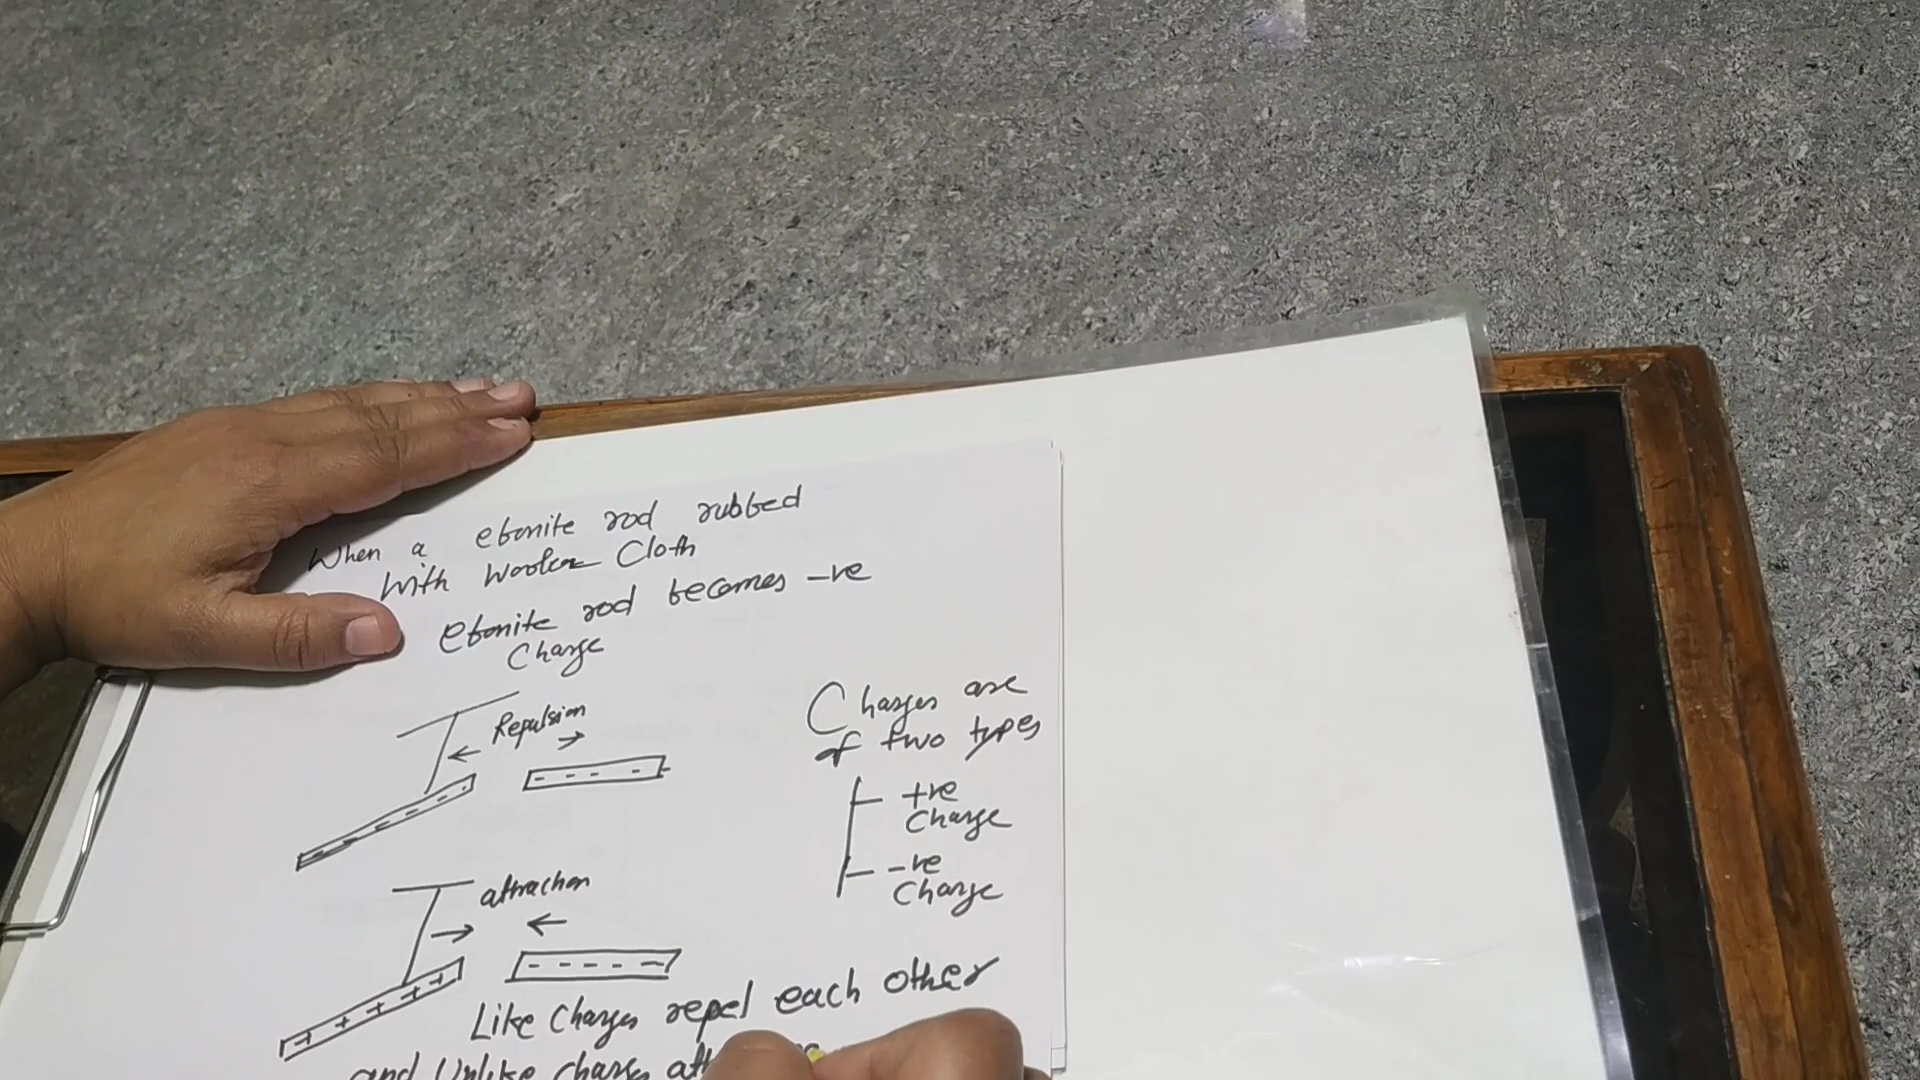 When a ebonite rod rubbed
With Woolen Cloth
ebonite rod becomes -ve
Charge
Repulsion
Charges are
of two types
+ve
Charge
-ve
Charge
attraction
Like Charges repel each other
and Unlike charges